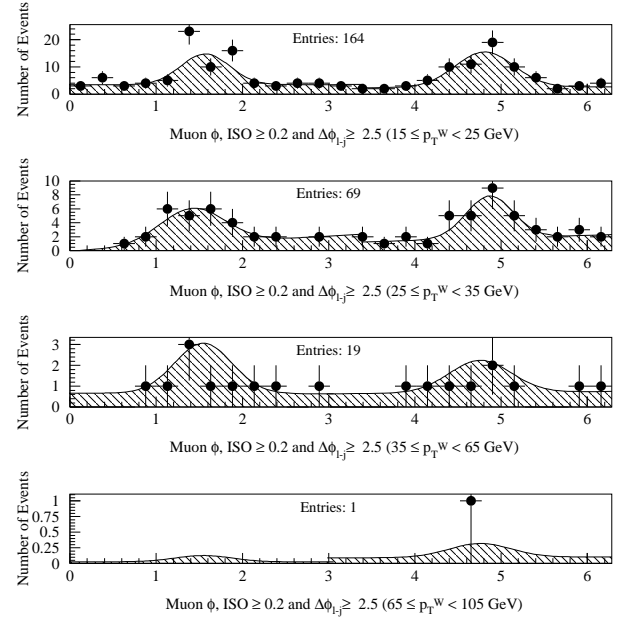 Number of Events
20
10
0
Entries: 164
0 1 2 3 4 5 6
Muon ϕ, ISO ≥ 0.2 and Δϕl-j ≥ 2.5 (15 ≤ pTW < 25 GeV)
Number of Events
10
8
6
4
2
0
Entries: 69
0 1 2 3 4 5 6
Muon ϕ, ISO ≥ 0.2 and Δϕl-j ≥ 2.5 (25 ≤ pTW < 35 GeV)
Number of Events
3
2
1
0
Entries: 19
0 1 2 3 4 5 6
Muon ϕ, ISO ≥ 0.2 and Δϕl-j ≥ 2.5 (35 ≤ pTW < 65 GeV)
Number of Events
1
0.75
0.5
0.25
0
Entries: 1
0 1 2 3 4 5 6
Muon ϕ, ISO ≥ 0.2 and Δϕl-j ≥ 2.5 (65 ≤ pTW < 105 GeV)